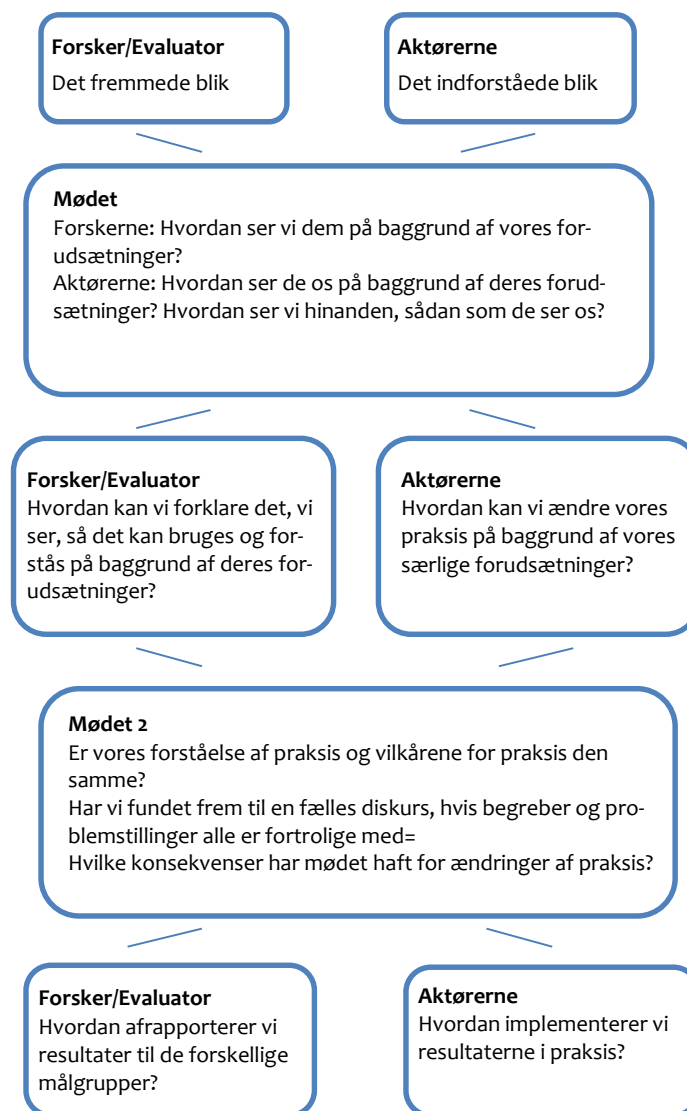 Forsker/Evaluator
Det fremmede blik
Aktørerne
Det indforståede blik
Mødet
Forskerne: Hvordan ser vi dem på baggrund af vores for-
udsætninger?
Aktørerne: Hvordan ser de os på baggrund af deres forud-
sætninger? Hvordan ser vi hinanden, sådan som de ser os?
Forsker/Evaluator
Hvordan kan vi forklare det, vi
ser, så det kan bruges og for-
stås på baggrund af deres for-
udsætninger?
Aktørerne
Hvordan kan vi ændre vores
praksis på baggrund af vores
særlige forudsætninger?
Mødet 2
Er vores forståelse af praksis og vilkårene for praksis den
samme?
Har vi fundet frem til en fælles diskurs, hvis begreber og pro-
blemstillinger alle er fortrolige med=
Hvilke konsekvenser har mødet haft for ændringer af praksis?
Forsker/Evaluator
Hvordan afrapporterer vi
resultater til de forskellige
målgrupper?
Aktørerne
Hvordan implementerer vi
resultaterne i praksis?